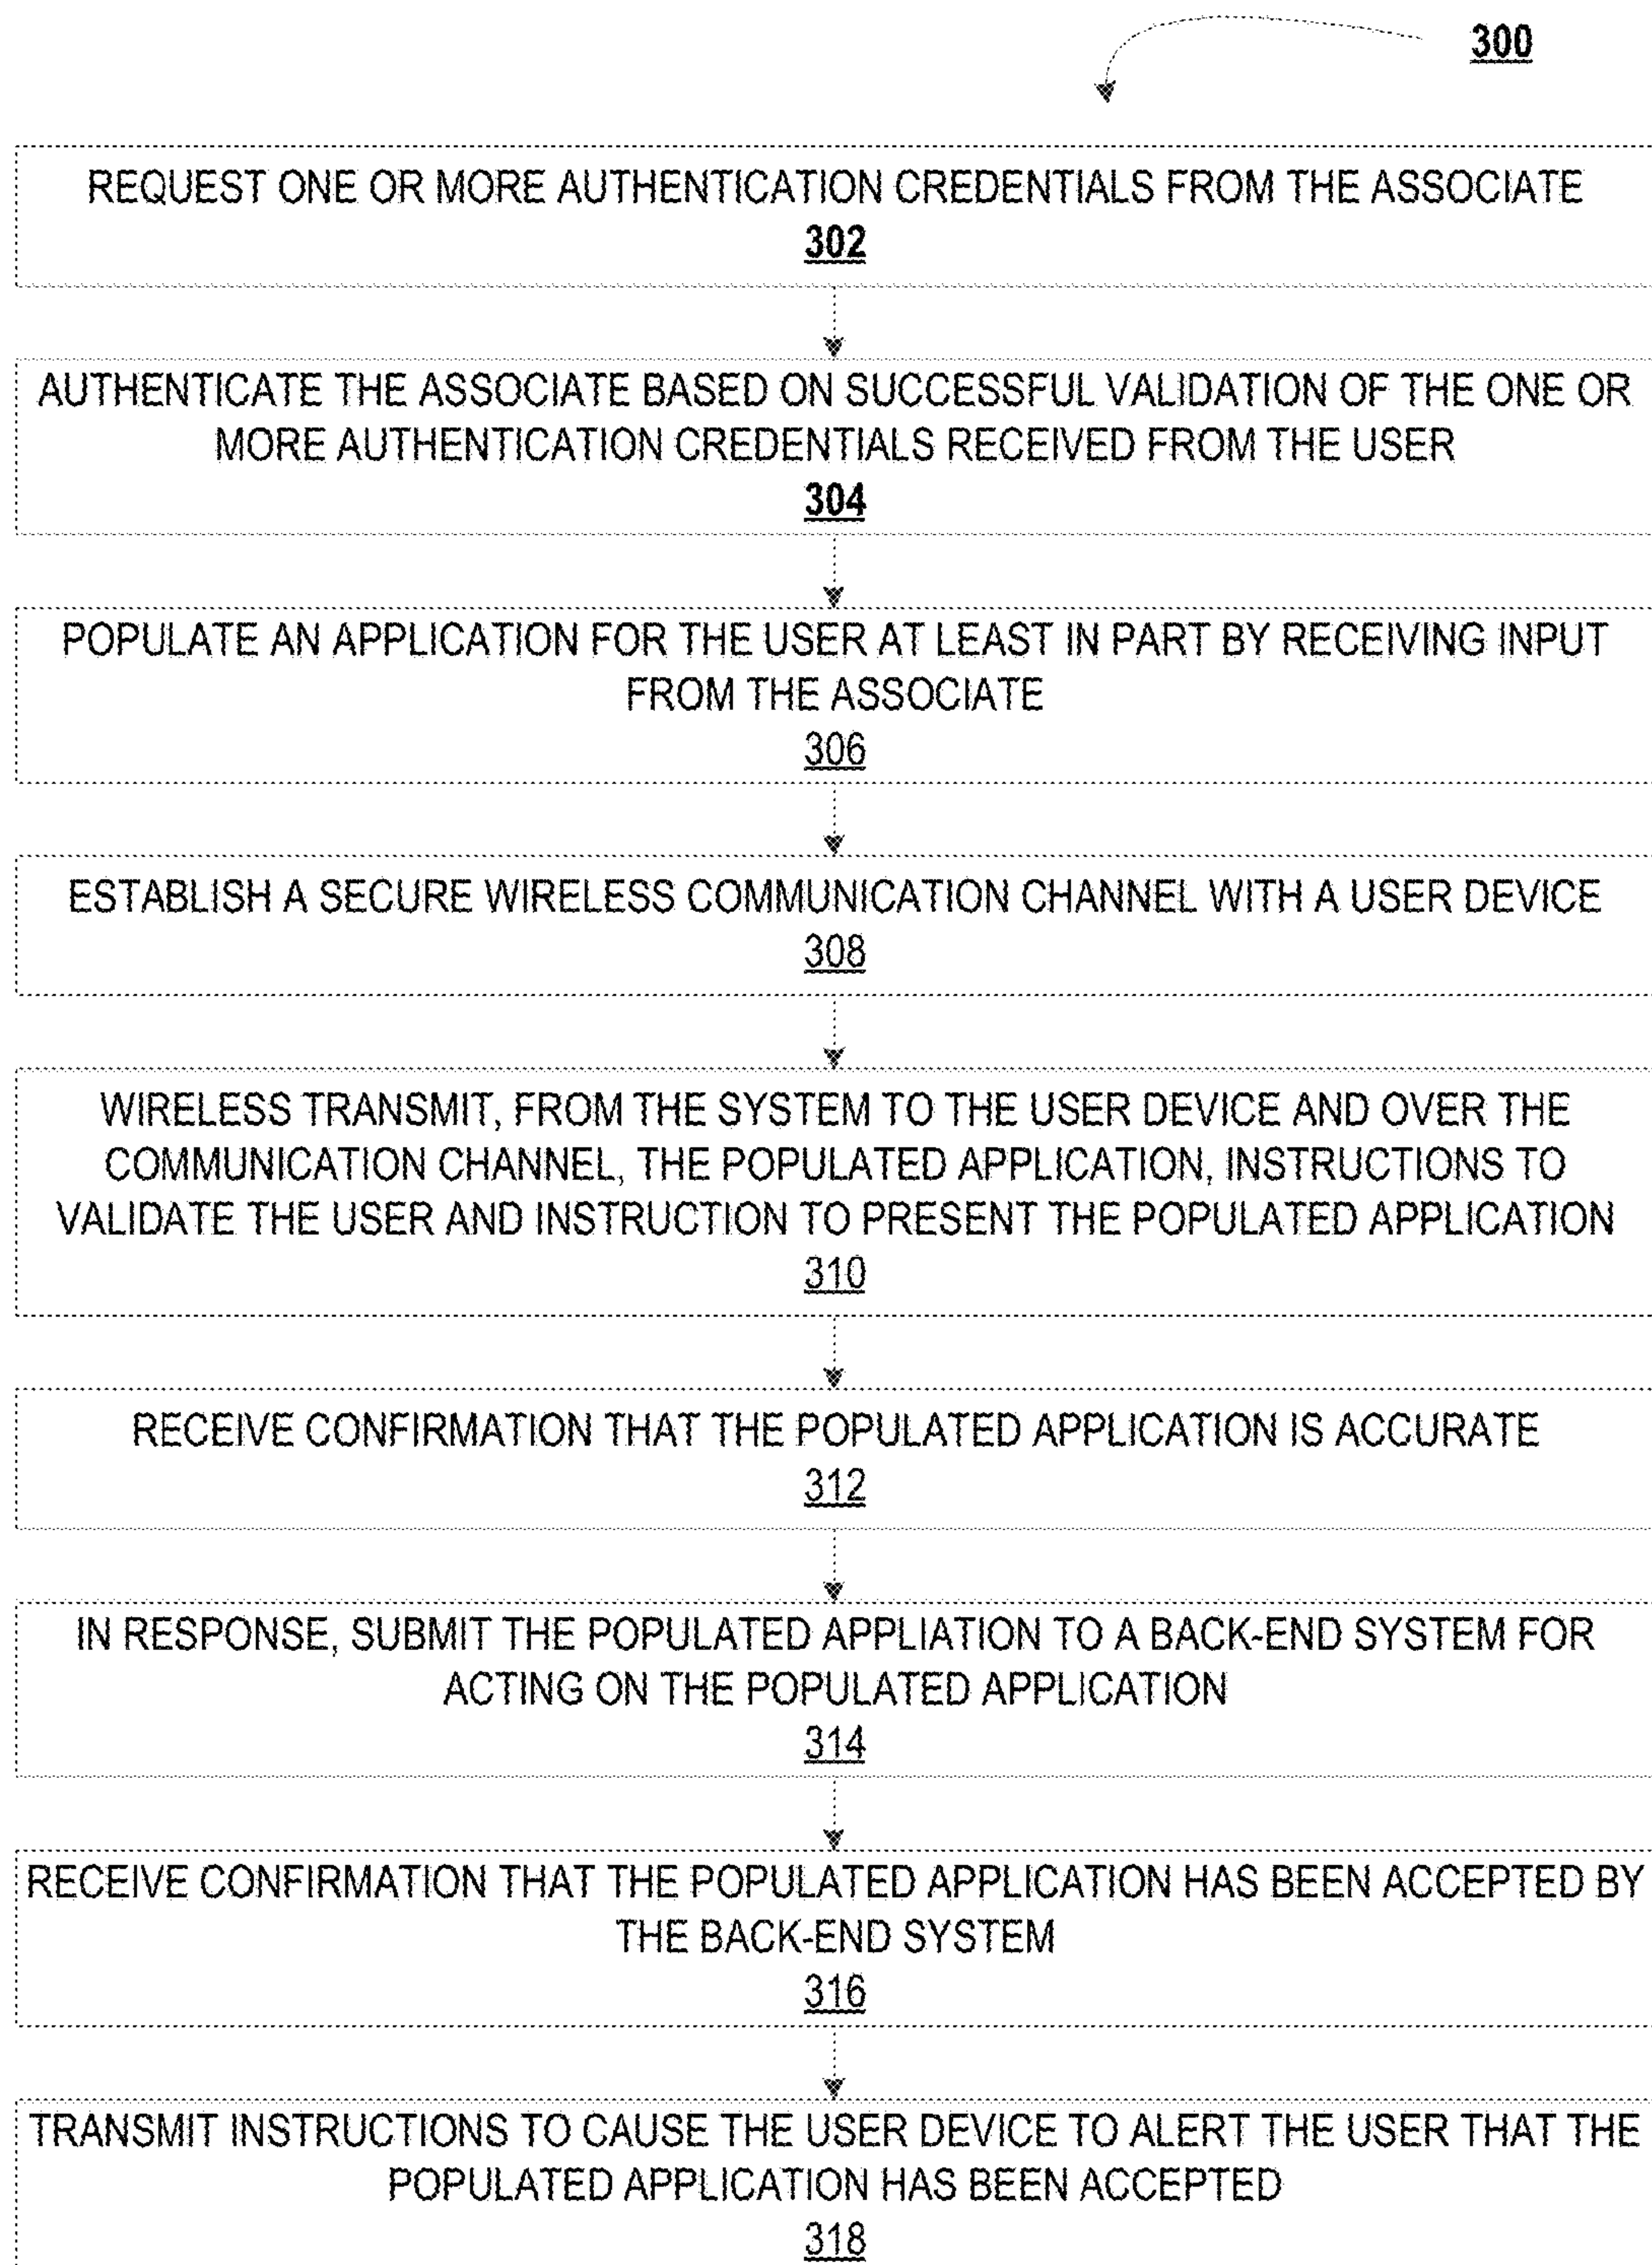 300
REQUEST ONE OR MORE AUTHENTICATION CREDENTIALS FROM THE ASSOCIATE
302
AUTHENTICATE THE ASSOCIATE BASED ON SUCCESSFUL VALIDATION OF THE ONE OR
MORE AUTHENTICATION CREDENTIALS RECEIVED FROM THE USER
304
POPULATE AN APPLICATION FOR THE USER AT LEAST IN PART BY RECEIVING INPUT
FROM THE ASSOCIATE
306
ESTABLISH A SECURE WIRELESS COMMUNICATION CHANNEL WITH A USER DEVICE
308
WIRELESS TRANSMIT, FROM THE SYSTEM TO THE USER DEVICE AND OVER THE
COMMUNICATION CHANNEL, THE POPULATED APPLICATION, INSTRUCTIONS TO
VALIDATE THE USER AND INSTRUCTION TO PRESENT THE POPULATED APPLICATION
310
RECEIVE CONFIRMATION THAT THE POPULATED APPLICATION IS ACCURATE
312
IN RESPONSE, SUBMIT THE POPULATED APPLIATION TO A BACK-END SYSTEM FOR
ACTING ON THE POPULATED APPLICATION
314
RECEIVE CONFIRMATION THAT THE POPULATED APPLICATION HAS BEEN ACCEPTED BY
THE BACK-END SYSTEM
316
TRANSMIT INSTRUCTIONS TO CAUSE THE USER DEVICE TO ALERT THE USER THAT THE
POPULATED APPLICATION HAS BEEN ACCEPTED
318